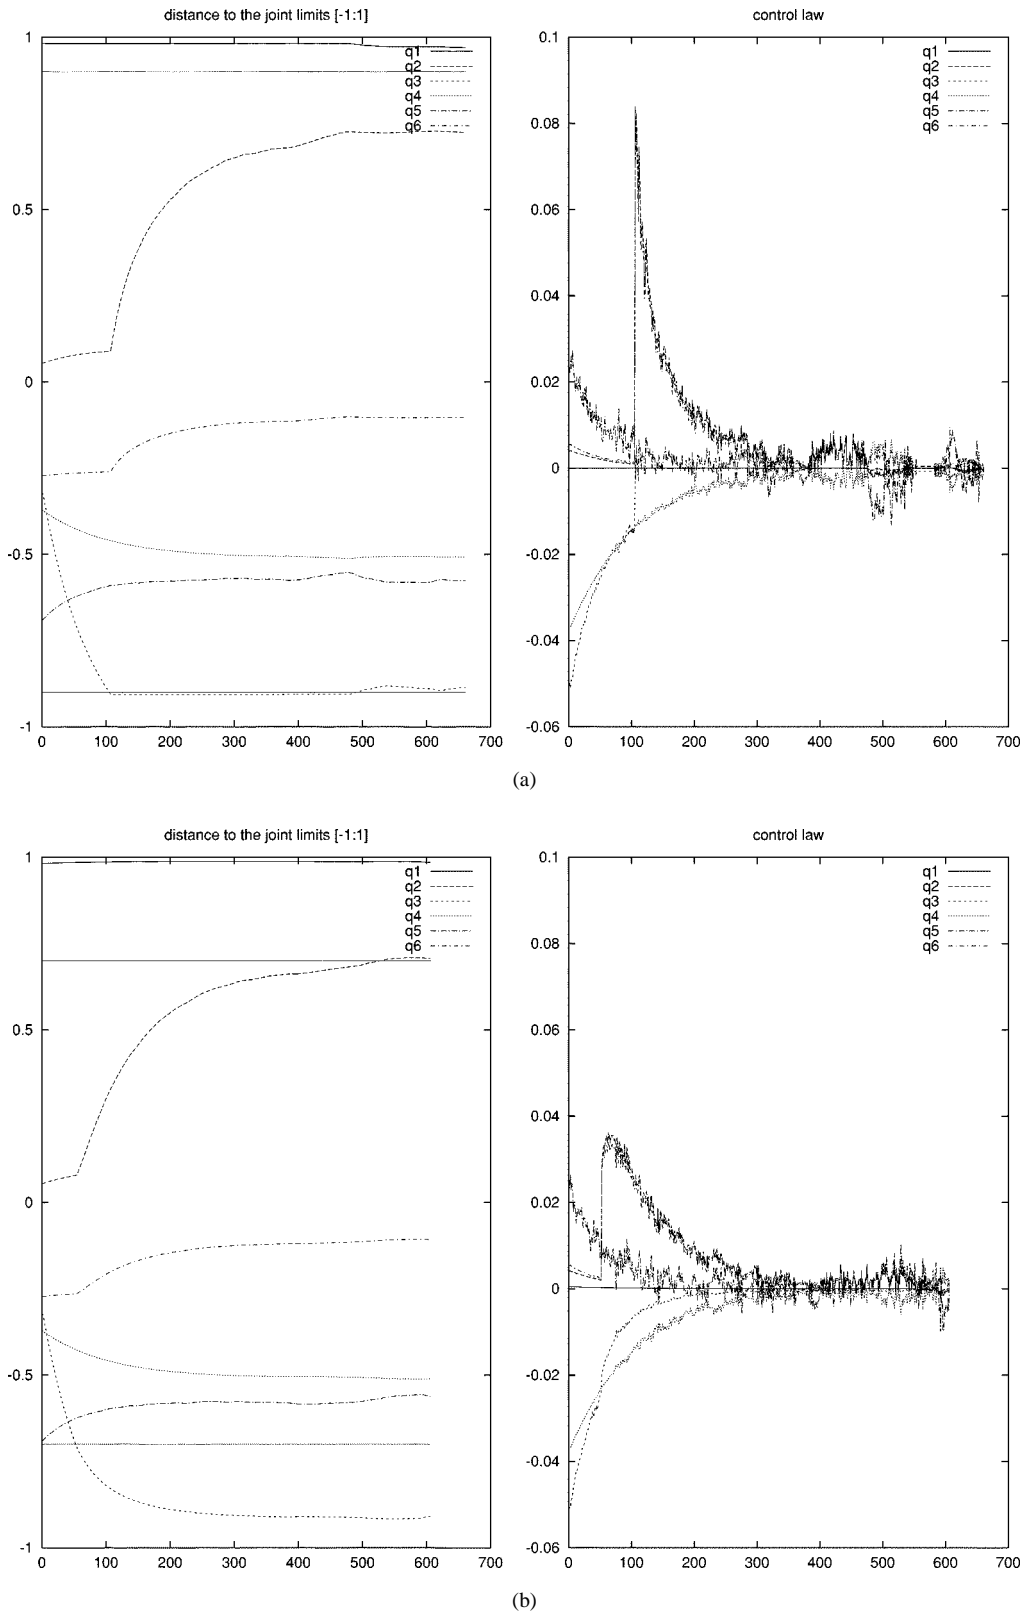 distance to the joint limits [-1:1]
1
0.5
0
-0.5
-1
0 100 200 300 400 500 600 700
q1
q2
q3
q4
q5
q6
control law
0.1
0.08
0.06
0.04
0.02
0
-0.02
-0.04
-0.06
0 100 200 300 400 500 600 700
q1
q2
q3
q4
q5
q6
(a)
distance to the joint limits [-1:1]
1
0.5
0
-0.5
-1
0 100 200 300 400 500 600 700
q1
q2
q3
q4
q5
q6
control law
0.1
0.08
0.06
0.04
0.02
0
-0.02
-0.04
-0.06
0 100 200 300 400 500 600 700
q1
q2
q3
q4
q5
q6
(b)